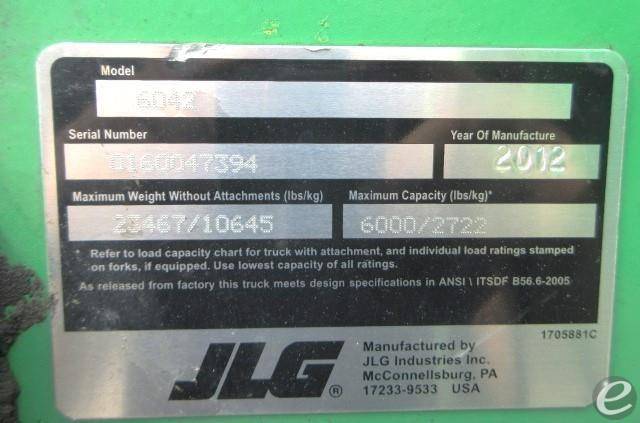 Model
6042
Serial Number
Year Of Manufacture
0160047394
2012
Maximum Weight Without Attachments (lbs/kg)
Maximum Capacity (lbs/kg)*
23467/10645
6000/2722
* Refer to load capacity chart for truck with attachment, and individual load ratings stamped
on forks, if equipped. Use lowest capacity of all ratings.
As released from factory this truck meets design specifications in ANSI \ ITSDF B56.6-2005
1705881C
JLG®
Manufactured by
JLG Industries Inc.
McConnellsburg, PA
17233-9533 USA
e